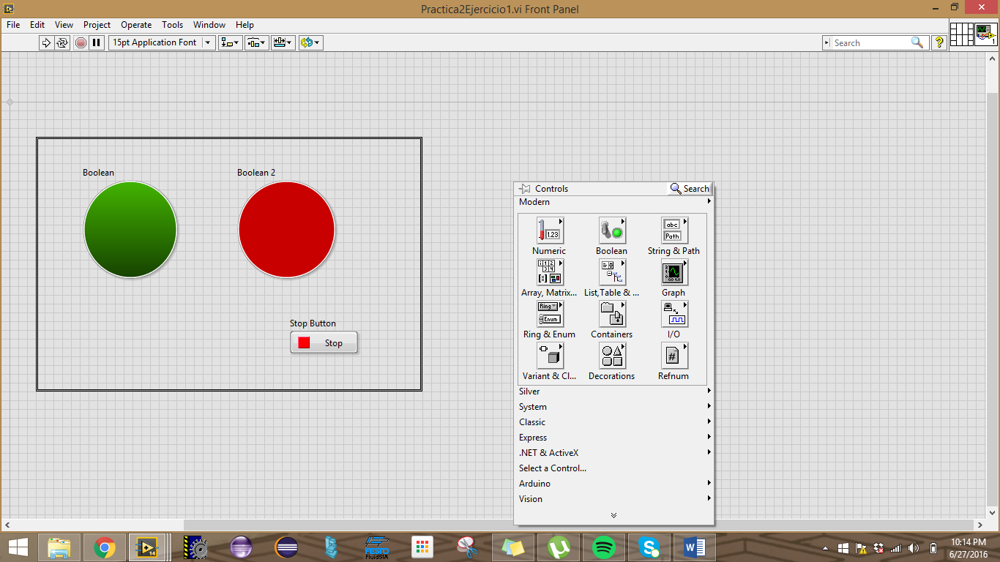 Practica2Ejercicio1.vi Front Panel
File Edit View Project Operate Tools Window Help
15pt Application Font
Search
?
1
Boolean
Boolean 2
Stop Button
Stop
Controls
Search
Modern
1.23
abc
Path
Numeric
Boolean
String & Path
1 2
3 4
Array, Matrix...
List,Table & ...
Graph
Ring
Enum
Ring & Enum
Containers
I/O
#
Variant & Cl...
Decorations
Refnum
Silver
System
Classic
Express
.NET & ActiveX
Select a Control...
Arduino
Vision
14
FESTO
FluidSIM
10:14 PM
6/27/2016